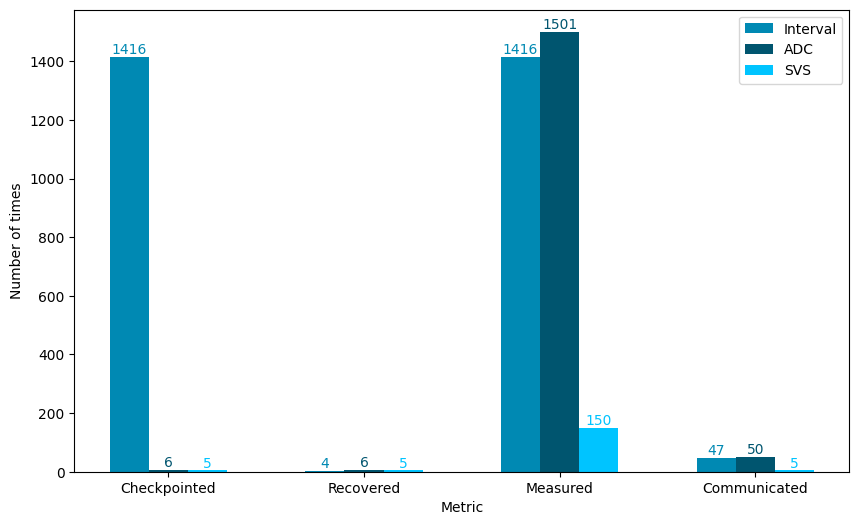 Interval
ADC
SVS
1416 6 5
4 6 5
1416 1501 150
47 50 5
Number of times
1400
1200
1000
800
600
400
200
0
Checkpointed Recovered Measured Communicated
Metric